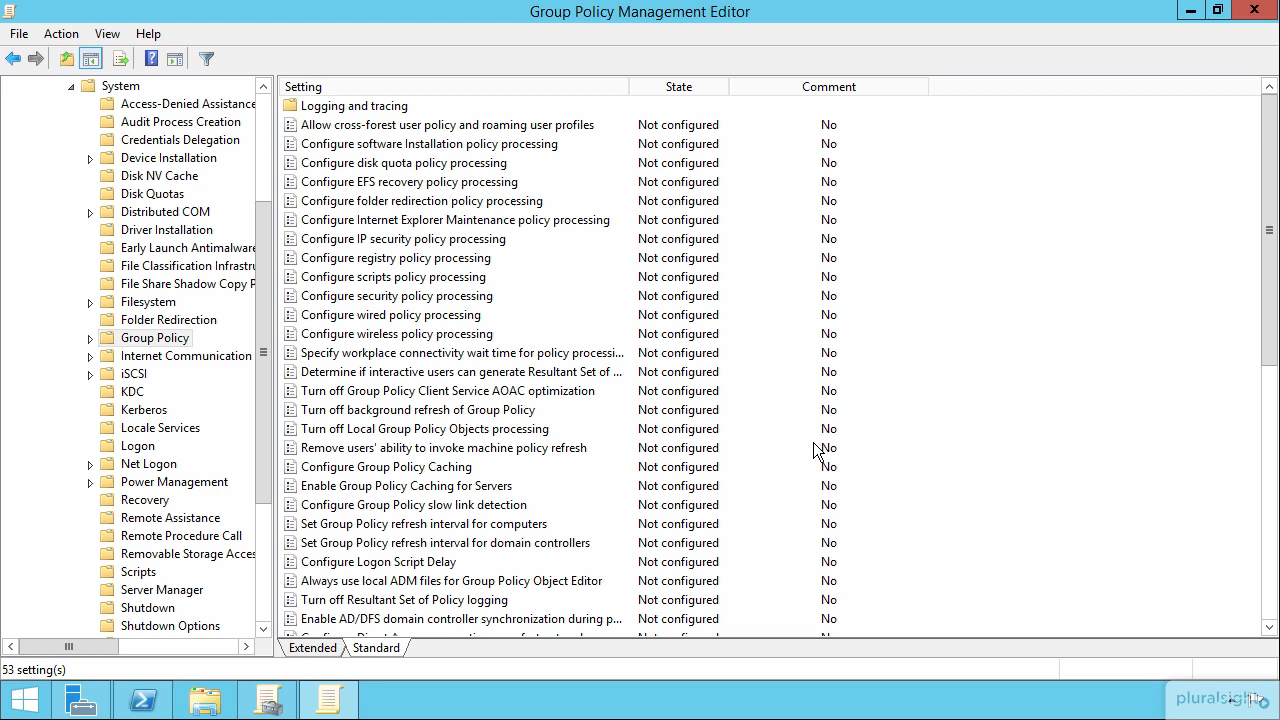 Group Policy Management Editor
File Action View Help
System
Access-Denied Assistance
Audit Process Creation
Credentials Delegation
Device Installation
Disk NV Cache
Disk Quotas
Distributed COM
Driver Installation
Early Launch Antimalware
File Classification Infrastru
File Share Shadow Copy P
Filesystem
Folder Redirection
Group Policy
Internet Communication
iSCSI
KDC
Kerberos
Locale Services
Logon
Net Logon
Power Management
Recovery
Remote Assistance
Remote Procedure Call
Removable Storage Acces
Scripts
Server Manager
Shutdown
Shutdown Options
Setting State Comment
Logging and tracing
Allow cross-forest user policy and roaming user profiles Not configured No
Configure software Installation policy processing Not configured No
Configure disk quota policy processing Not configured No
Configure EFS recovery policy processing Not configured No
Configure folder redirection policy processing Not configured No
Configure Internet Explorer Maintenance policy processing Not configured No
Configure IP security policy processing Not configured No
Configure registry policy processing Not configured No
Configure scripts policy processing Not configured No
Configure security policy processing Not configured No
Configure wired policy processing Not configured No
Configure wireless policy processing Not configured No
Specify workplace connectivity wait time for policy processi... Not configured No
Determine if interactive users can generate Resultant Set of ... Not configured No
Turn off Group Policy Client Service AOAC optimization Not configured No
Turn off background refresh of Group Policy Not configured No
Turn off Local Group Policy Objects processing Not configured No
Remove users' ability to invoke machine policy refresh Not configured No
Configure Group Policy Caching Not configured No
Enable Group Policy Caching for Servers Not configured No
Configure Group Policy slow link detection Not configured No
Set Group Policy refresh interval for computers Not configured No
Set Group Policy refresh interval for domain controllers Not configured No
Configure Logon Script Delay Not configured No
Always use local ADM files for Group Policy Object Editor Not configured No
Turn off Resultant Set of Policy logging Not configured No
Enable AD/DFS domain controller synchronization during p... Not configured No
Extended Standard
53 setting(s)
pluralsight